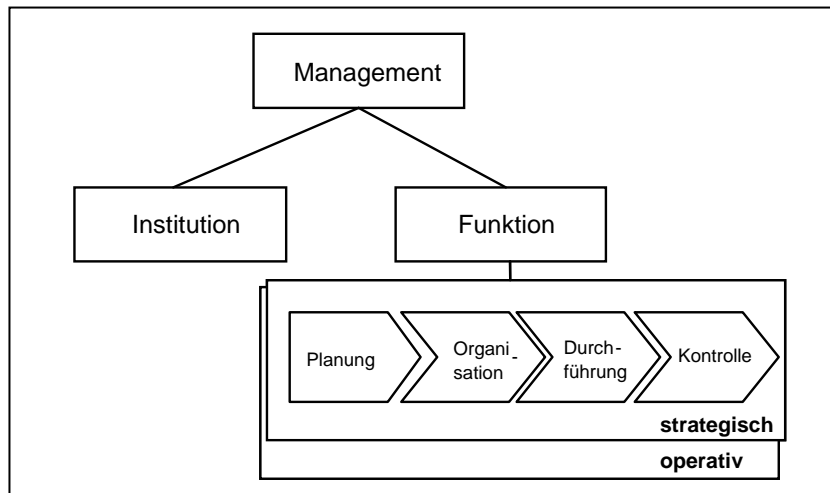 Management
Institution
Funktion
Planung
Organi-
sation
Durch-
führung
Kontrolle
strategisch
operativ